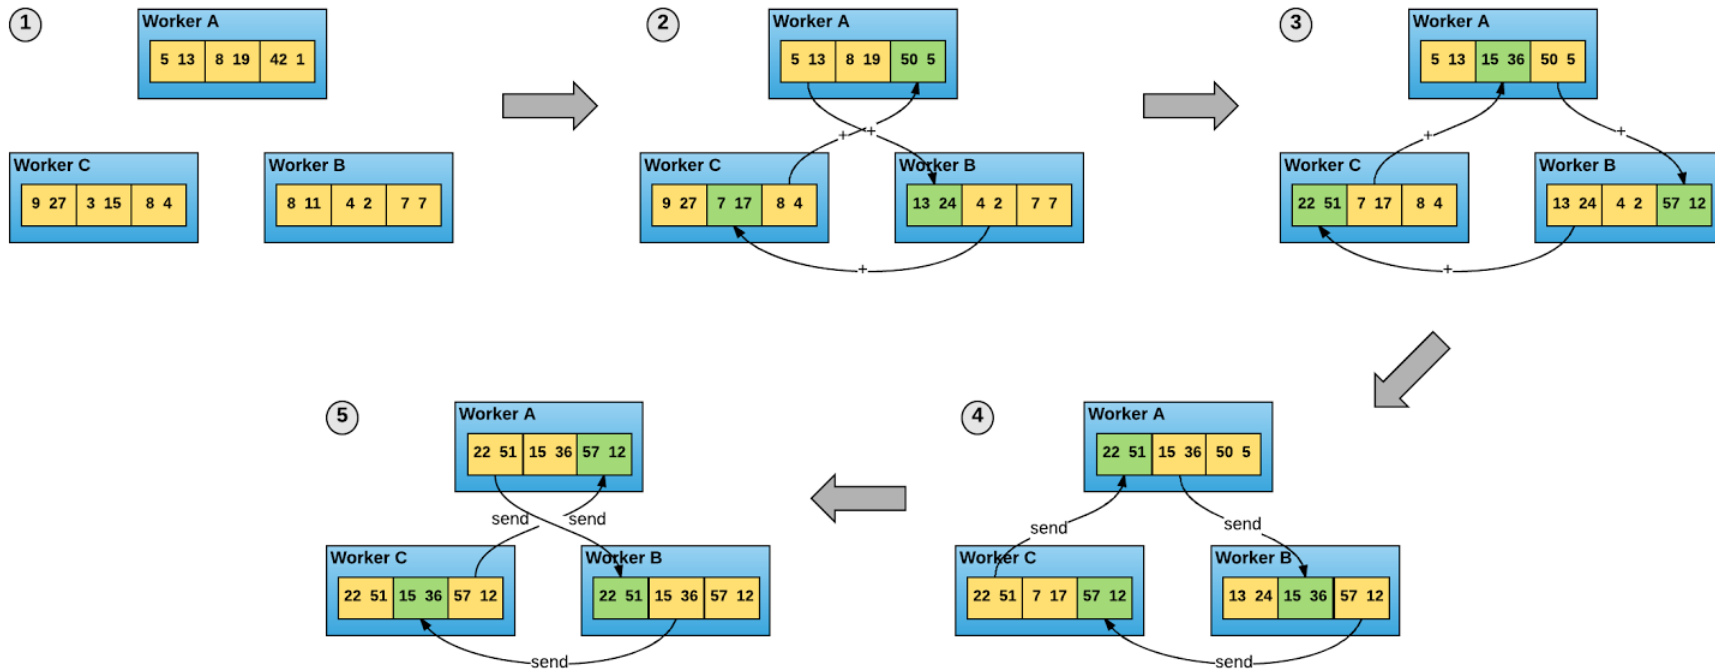 1
Worker A
5 13 8 19 42 1
Worker C
9 27 3 15 8 4
Worker B
8 11 4 2 7 7
2
Worker A
5 13 8 19 50 5
+ +
Worker C
9 27 7 17 8 4
Worker B
13 24 4 2 7 7
+
3
Worker A
5 13 15 36 50 5
+ +
Worker C
22 51 7 17 8 4
Worker B
13 24 4 2 57 12
+
4
Worker A
22 51 15 36 50 5
send send
Worker C
22 51 7 17 57 12
Worker B
13 24 15 36 57 12
send
5
Worker A
22 51 15 36 57 12
send send
Worker C
22 51 15 36 57 12
Worker B
22 51 15 36 57 12
send